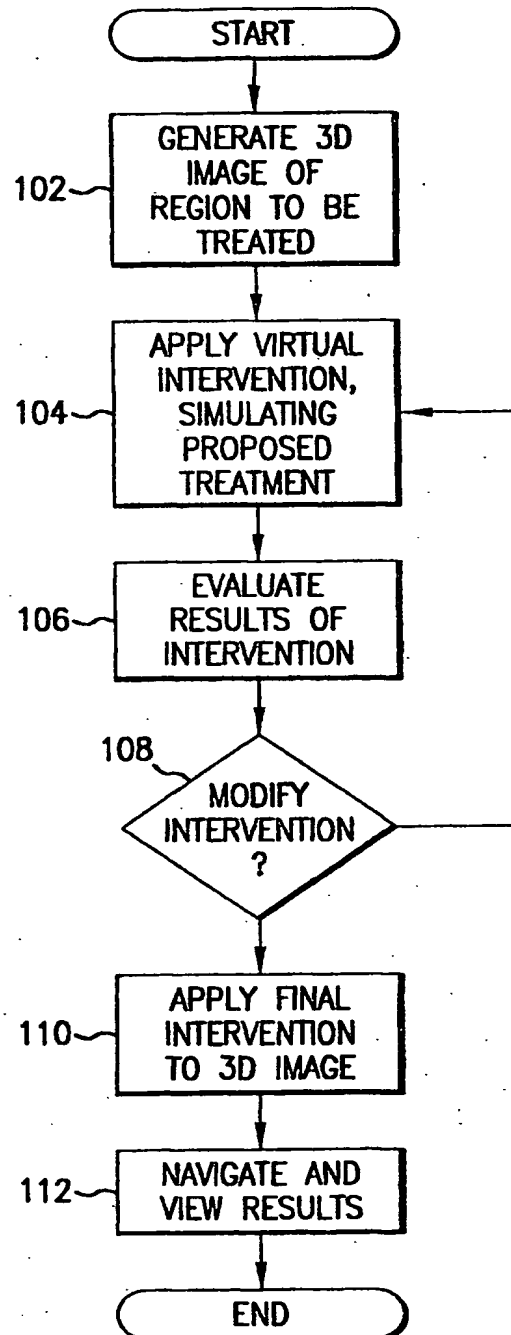 START
102
GENERATE 3D
IMAGE OF
REGION TO BE
TREATED
104
APPLY VIRTUAL
INTERVENTION,
SIMULATING
PROPOSED
TREATMENT
106
EVALUATE
RESULTS OF
INTERVENTION
108
MODIFY
INTERVENTION
?
110
APPLY FINAL
INTERVENTION
TO 3D IMAGE
112
NAVIGATE AND
VIEW RESULTS
END